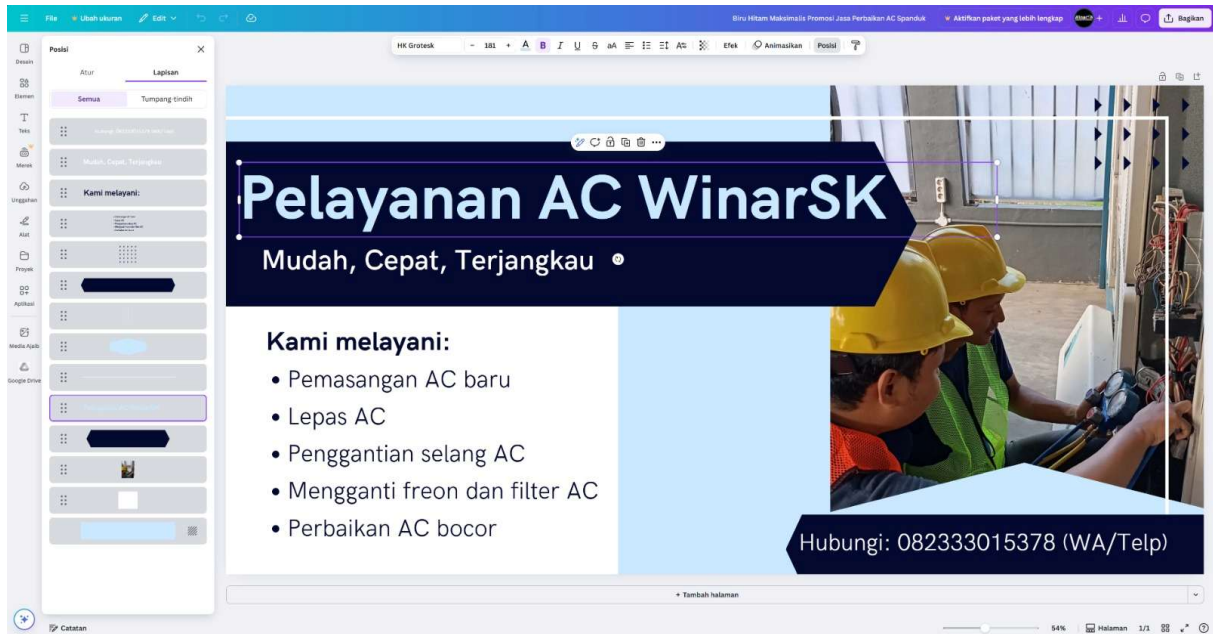 File
Ubah ukuran
Edit
Biru Hitam Maksimalis Promosi Jasa Perbaikan AC Spanduk
Aktifkan paket yang lebih lengkap
Bagikan
Desain
Elemen
Teks
Merek
Unggahan
Alat
Proyek
Aplikasi
Media Ajaib
Google Drive
Posisi
Atur
Lapisan
Semua
Tumpang-tindih
Mudah, Cepat, Terjangkau
Kami melayani:
HK Grotesk
- 181 +
A B I U S aA
Efek
Animasikan
Posisi
Pelayanan AC WinarSK
Mudah, Cepat, Terjangkau
Kami melayani:
• Pemasangan AC baru
• Lepas AC
• Penggantian selang AC
• Mengganti freon dan filter AC
• Perbaikan AC bocor
Hubungi: 082333015378 (WA/Telp)
+ Tambah halaman
Catatan
54%
Halaman 1/1